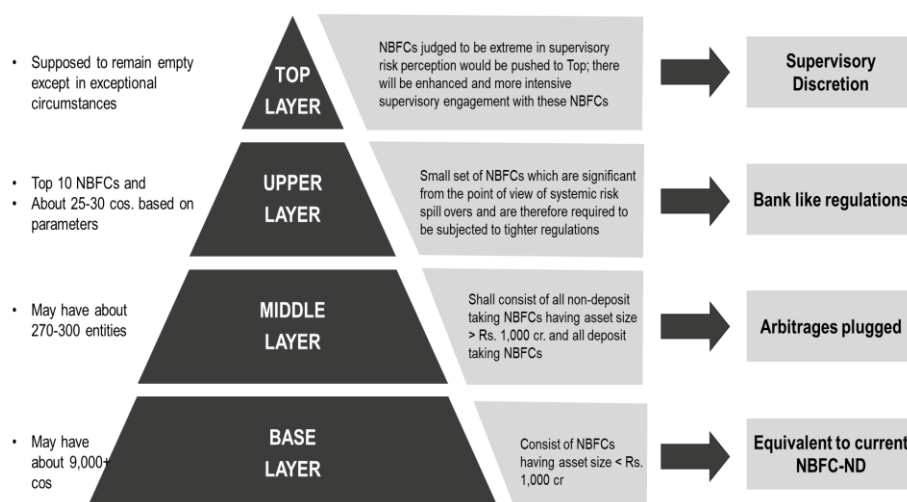 • Supposed to remain empty
except in exceptional
circumstances
TOP
LAYER
NBFCs judged to be extreme in supervisory
risk perception would be pushed to Top; there
will be enhanced and more intensive
supervisory engagement with these NBFCs
Supervisory
Discretion
• Top 10 NBFCs and
• About 25-30 cos. based on
parameters
UPPER
LAYER
Small set of NBFCs which are significant
from the point of view of systemic risk
spill overs and are therefore required to
be subjected to tighter regulations
Bank like regulations
• May have about
270-300 entities
MIDDLE
LAYER
Shall consist of all non-deposit
taking NBFCs having asset size
> Rs. 1,000 cr. and all deposit
taking NBFCs
Arbitrages plugged
• May have
about 9,000+
cos
BASE
LAYER
Consist of NBFCs
having asset size < Rs.
1,000 cr
Equivalent to current
NBFC-ND